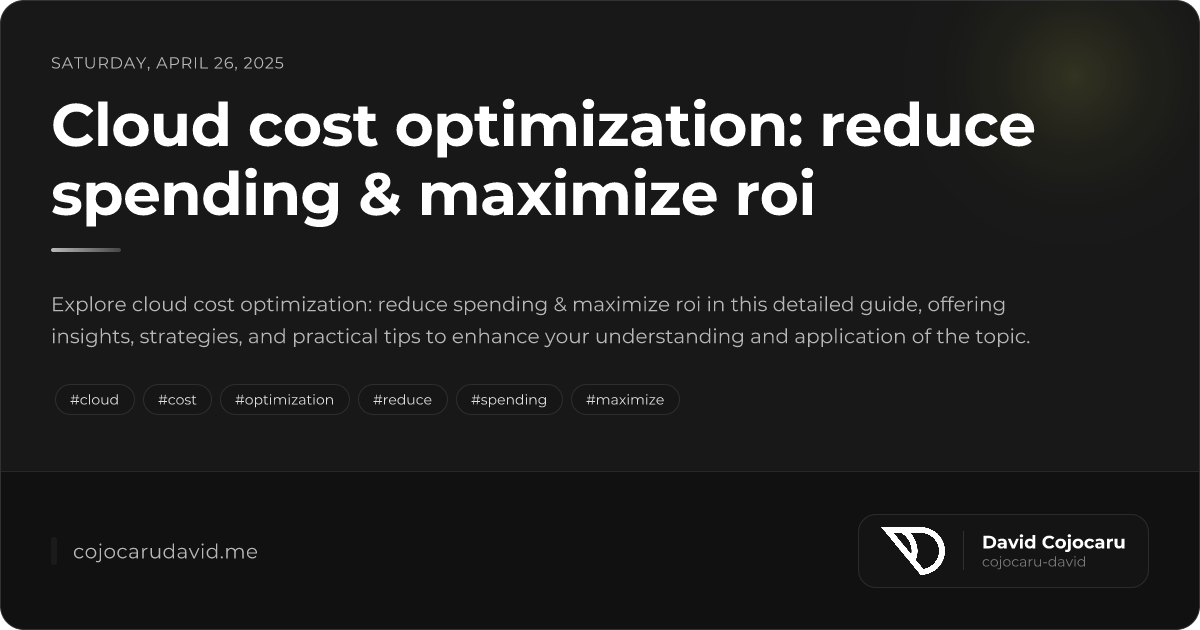 SATURDAY, APRIL 26, 2025
Cloud cost optimization: reduce
spending & maximize roi
Explore cloud cost optimization: reduce spending & maximize roi in this detailed guide, offering
insights, strategies, and practical tips to enhance your understanding and application of the topic.
#cloud #cost #optimization #reduce #spending #maximize
cojocarudavid.me
David Cojocaru
cojocaru-david